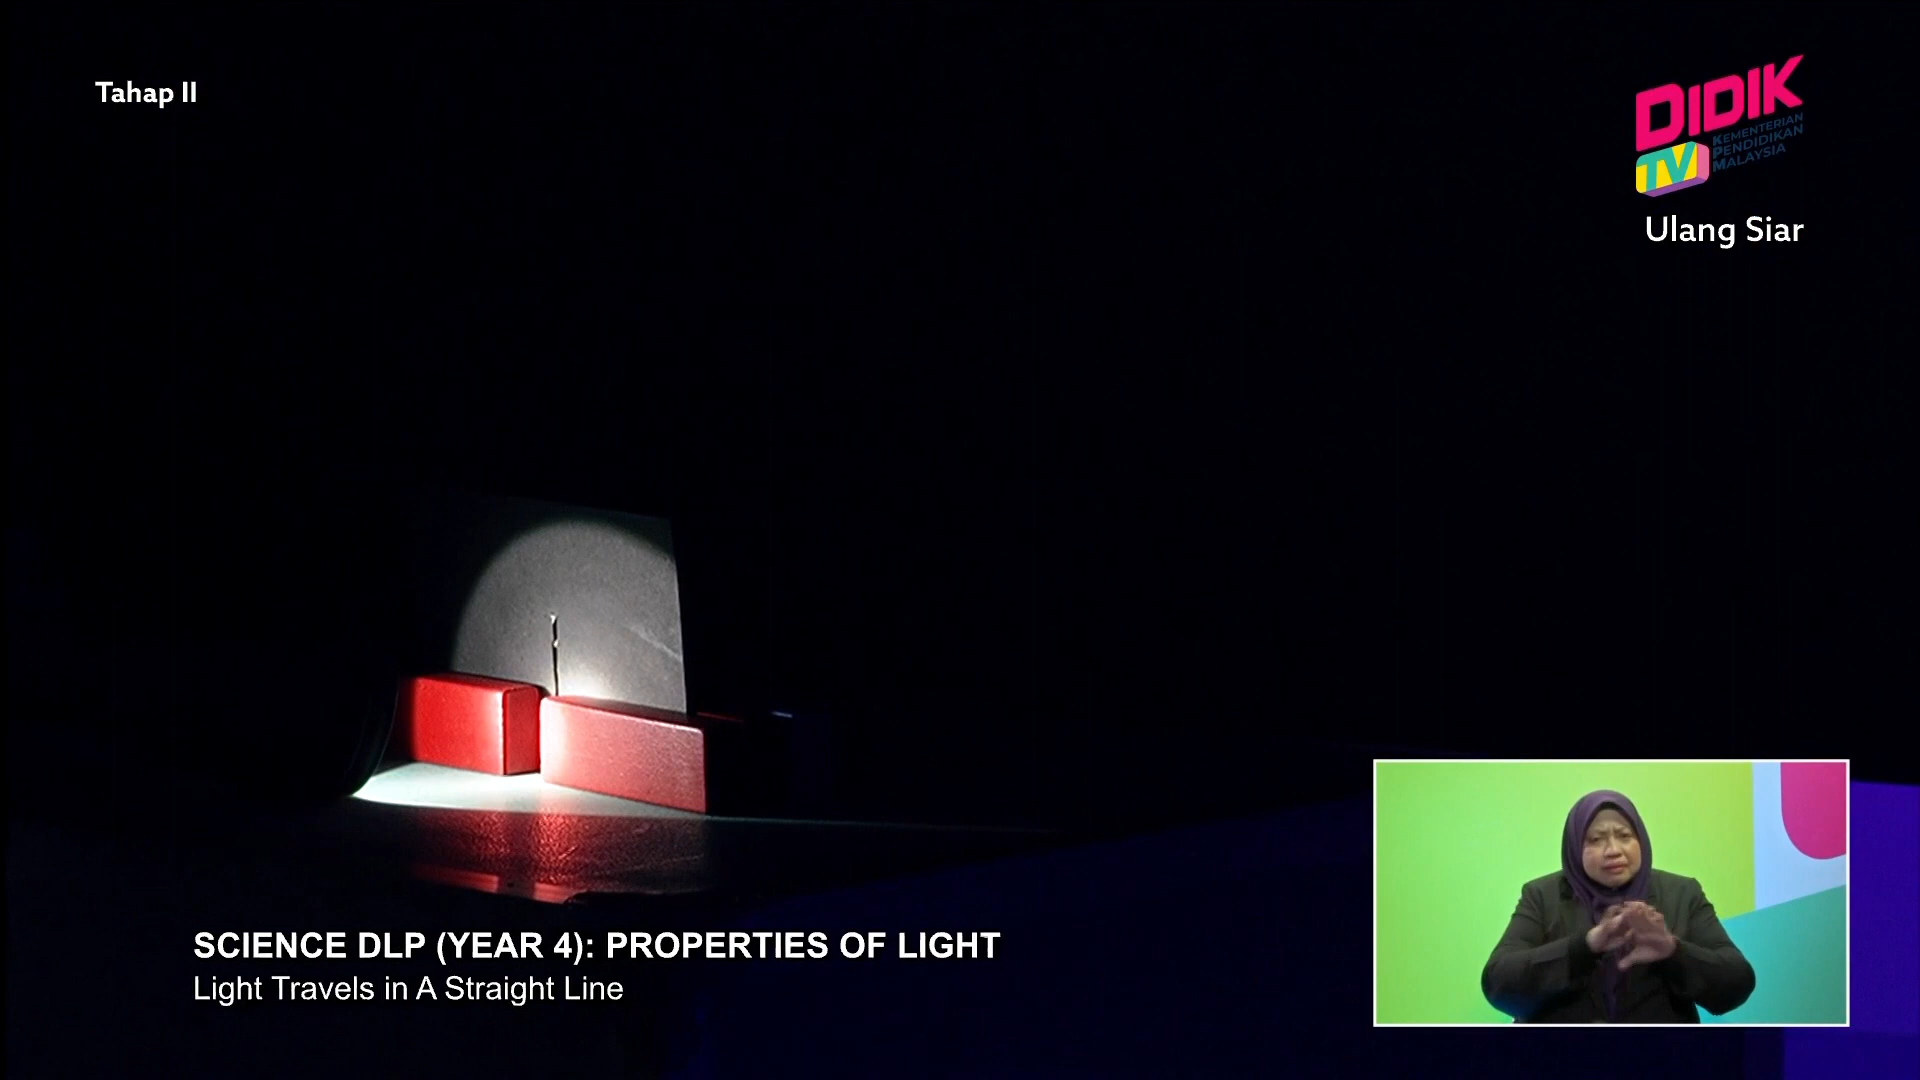 Tahap II
DIDIK
TV
KEMENTERIAN
PENDIDIKAN
MALAYSIA
Ulang Siar
SCIENCE DLP (YEAR 4): PROPERTIES OF LIGHT
Light Travels in A Straight Line